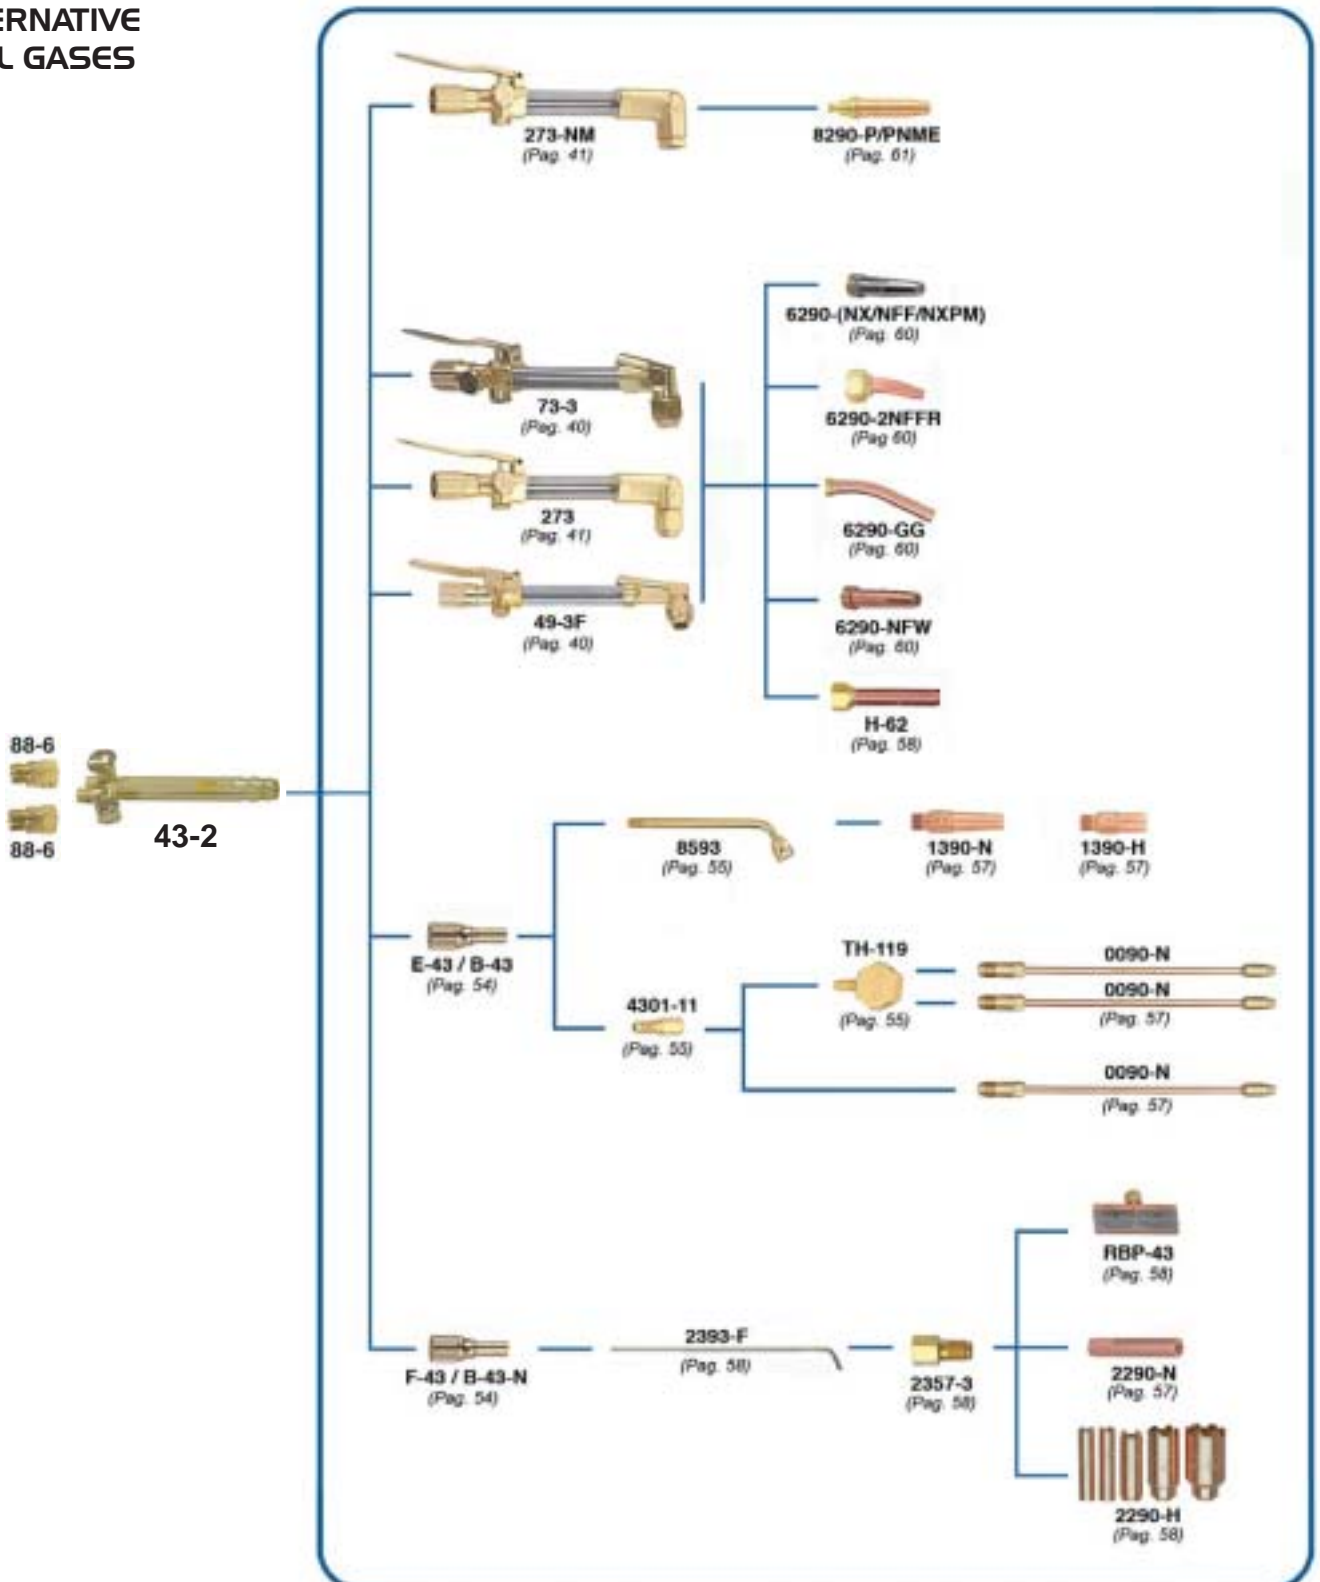 ERNATIVE
L GASES
273-NM
(Pag. 41)
8290-P/PNME
(Pag. 61)
6290-(NX/NFF/NXPM)
(Pag. 60)
73-3
(Pag. 40)
6290-2NFFR
(Pag 60)
273
(Pag. 41)
6290-GG
(Pag. 60)
49-3F
(Pag. 40)
6290-NFW
(Pag. 60)
H-62
(Pag. 58)
88-6
88-6
43-2
8593
(Pag. 55)
1390-N
(Pag. 57)
1390-H
(Pag. 57)
E-43 / B-43
(Pag. 54)
4301-11
(Pag. 55)
TH-119
(Pag. 55)
0090-N
0090-N
(Pag. 57)
0090-N
(Pag. 57)
RBP-43
(Pag. 58)
F-43 / B-43-N
(Pag. 54)
2393-F
(Pag. 58)
2357-3
(Pag. 58)
2290-N
(Pag. 57)
2290-H
(Pag. 58)